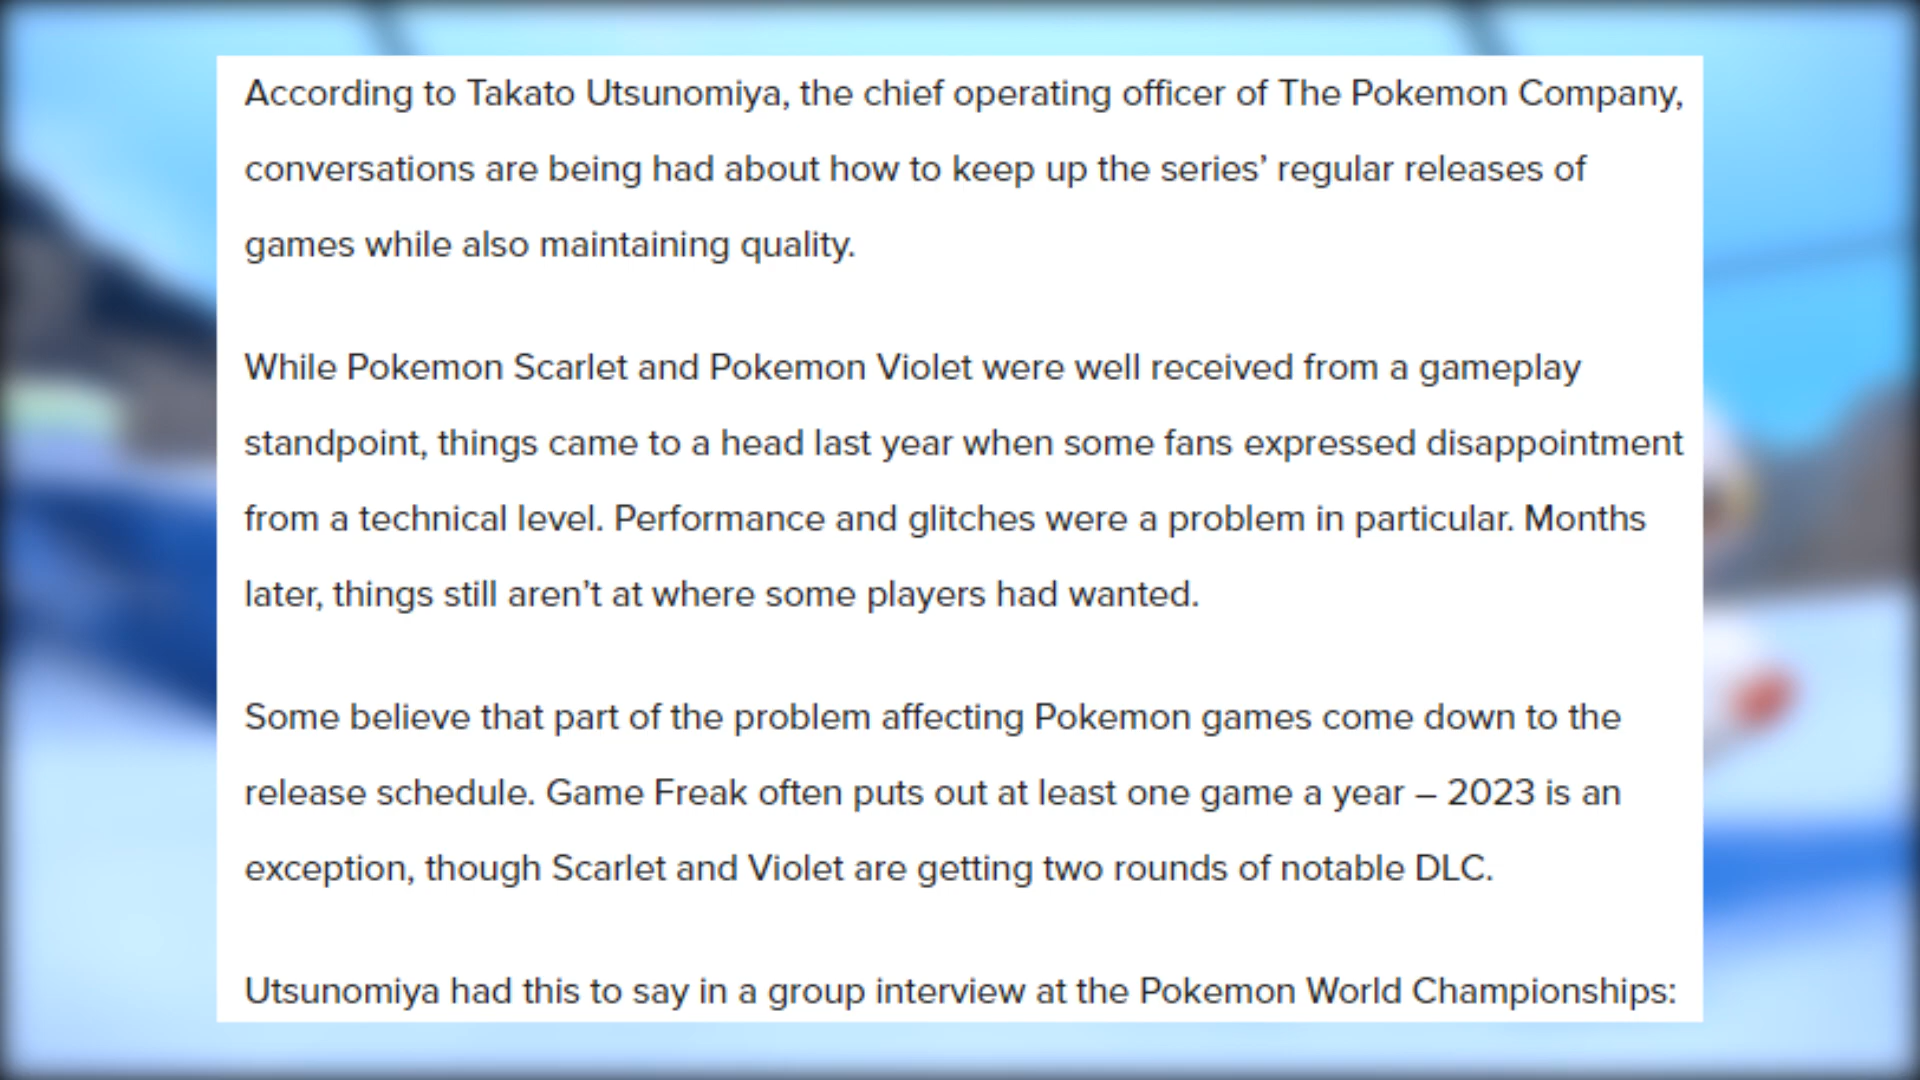 According to Takato Utsunomiya, the chief operating officer of The Pokemon Company,
conversations are being had about how to keep up the series’ regular releases of
games while also maintaining quality.
While Pokemon Scarlet and Pokemon Violet were well received from a gameplay
standpoint, things came to a head last year when some fans expressed disappointment
from a technical level. Performance and glitches were a problem in particular. Months
later, things still aren’t at where some players had wanted.
Some believe that part of the problem affecting Pokemon games come down to the
release schedule. Game Freak often puts out at least one game a year – 2023 is an
exception, though Scarlet and Violet are getting two rounds of notable DLC.
Utsunomiya had this to say in a group interview at the Pokemon World Championships: